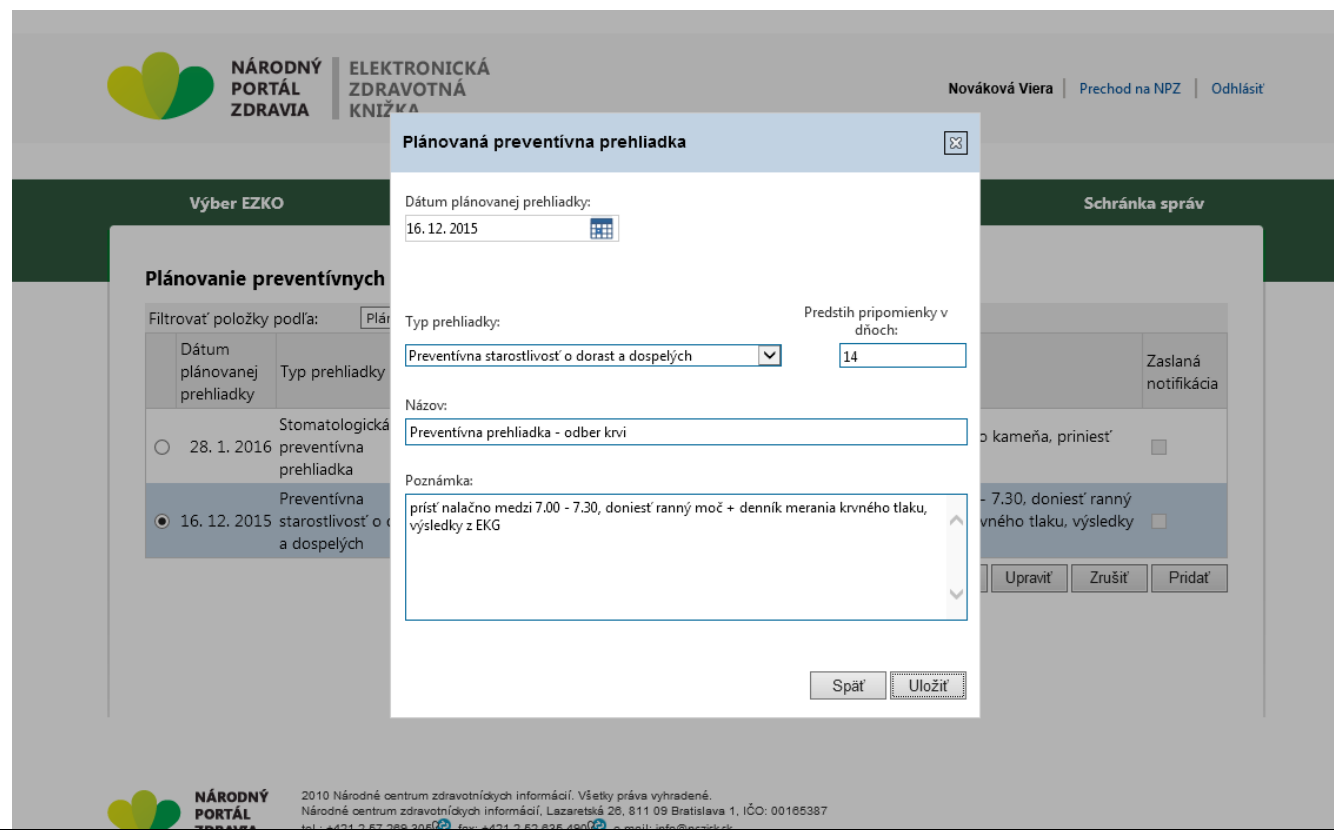 NÁRODNÝ
PORTÁL
ZDRAVIA
ELEKTRONICKÁ
ZDRAVOTNÁ
KNIŽKA
Nováková Viera
Prechod na NPZ
Odhlásiť
Výber EZKO
Schránka správ
Plánovaná preventívna prehliadka
Dátum plánovanej prehliadky:
16. 12. 2015
Typ prehliadky:
Predstih pripomienky v
dňoch:
Preventívna starostlivosť o dorast a dospelých
14
Názov:
Preventívna prehliadka - odber krvi
Poznámka:
prísť nalačno medzi 7.00 - 7.30, doniesť ranný moč + denník merania krvného tlaku,
výsledky z EKG
Späť
Uložiť
Plánovanie preventívnych
Filtrovať položky podľa:
Dátum
plánovanej
prehliadky
Typ prehliadky
Zaslaná
notifikácia
28. 1. 2016
Stomatologická
preventívna
prehliadka
kameňa, priniesť
16. 12. 2015
Preventívna
starostlivosť o
a dospelých
- 7.30, doniesť ranný
tlaku, výsledky
Upraviť
Zrušiť
Pridať
NÁRODNÝ
PORTÁL
2010 Národné centrum zdravotníckych informácií. Všetky práva vyhradené.
Národné centrum zdravotníckych informácií, Lazaretská 26, 811 09 Bratislava 1, IČO: 00165387